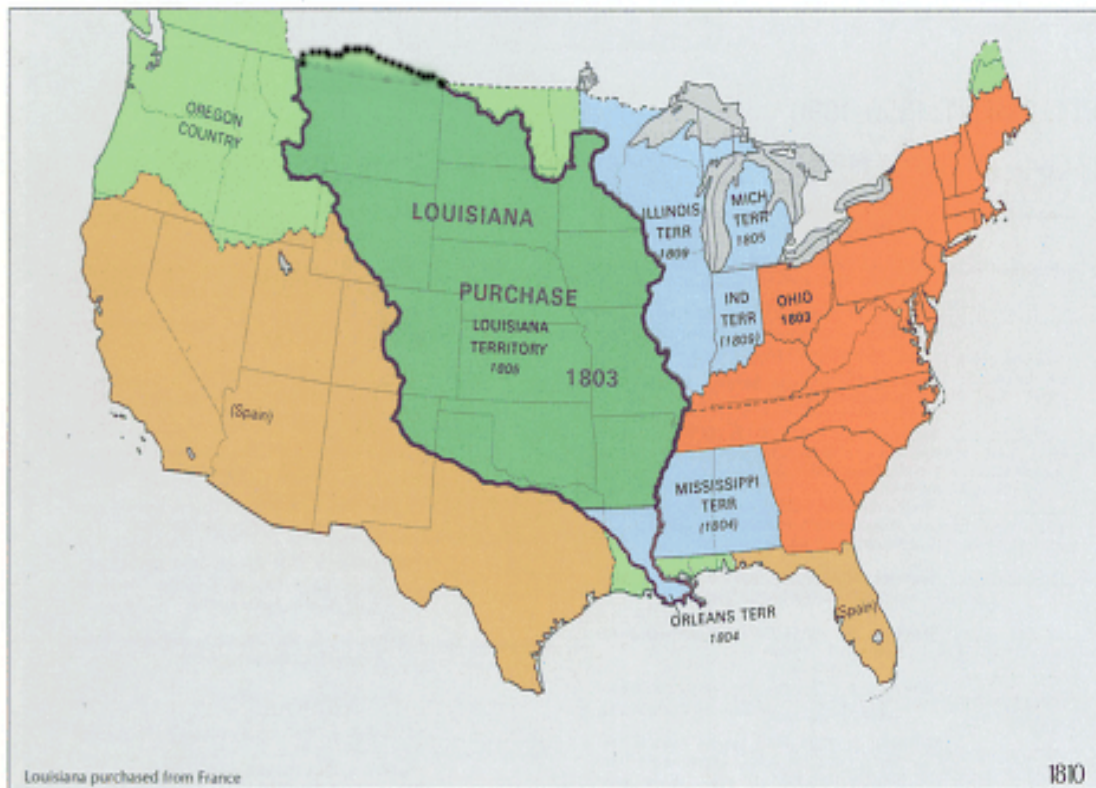 OREGON
COUNTRY
LOUISIANA
PURCHASE
LOUISIANA
TERRITORY
1805
1803
ILLINOIS
TERR
1809
MICH.
TERR
1805
IND
TERR
(1809)
OHIO
1803
(Spain)
MISSISSIPPI
TERR
(1804)
(Spain)
ORLEANS TERR
1804
Louisiana purchased from France
1810